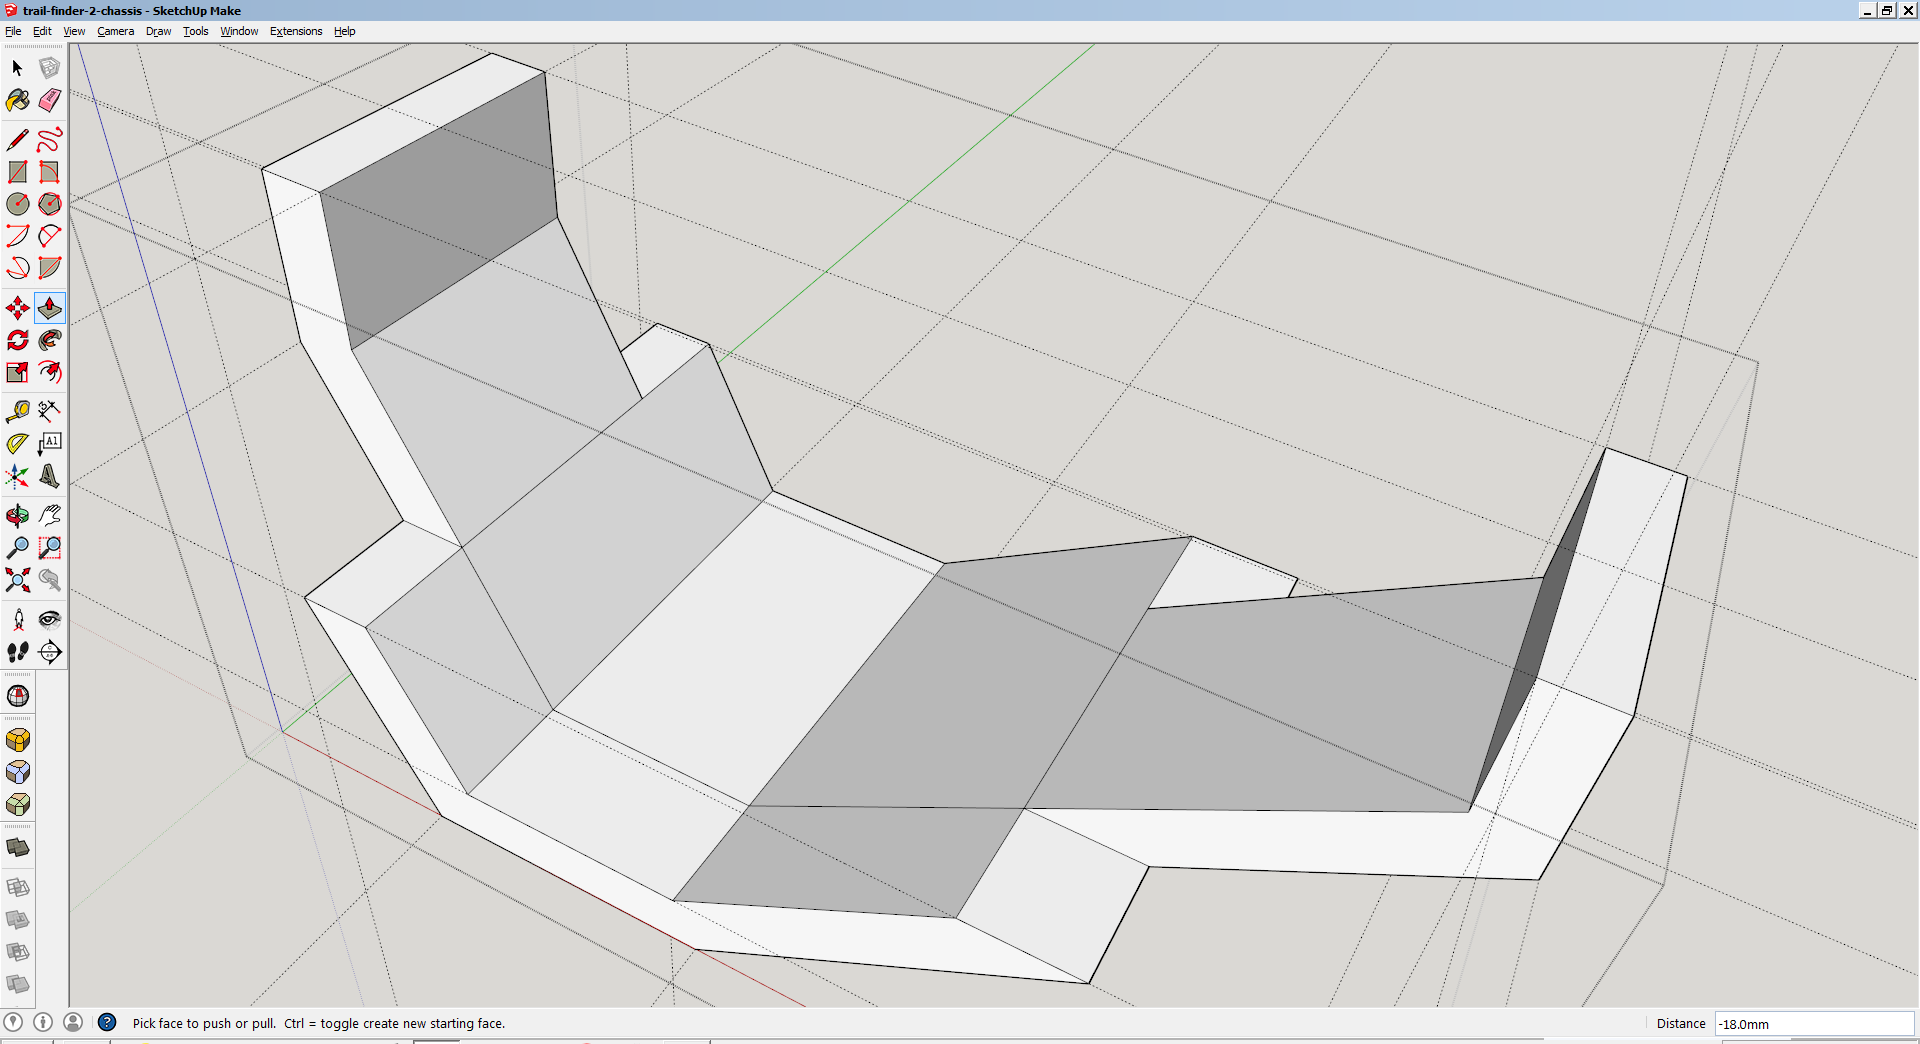 trail-finder-2-chassis - SketchUp Make
File Edit View Camera Draw Tools Window Extensions Help
A1
Pick face to push or pull. Ctrl = toggle create new starting face.
Distance -18.0mm